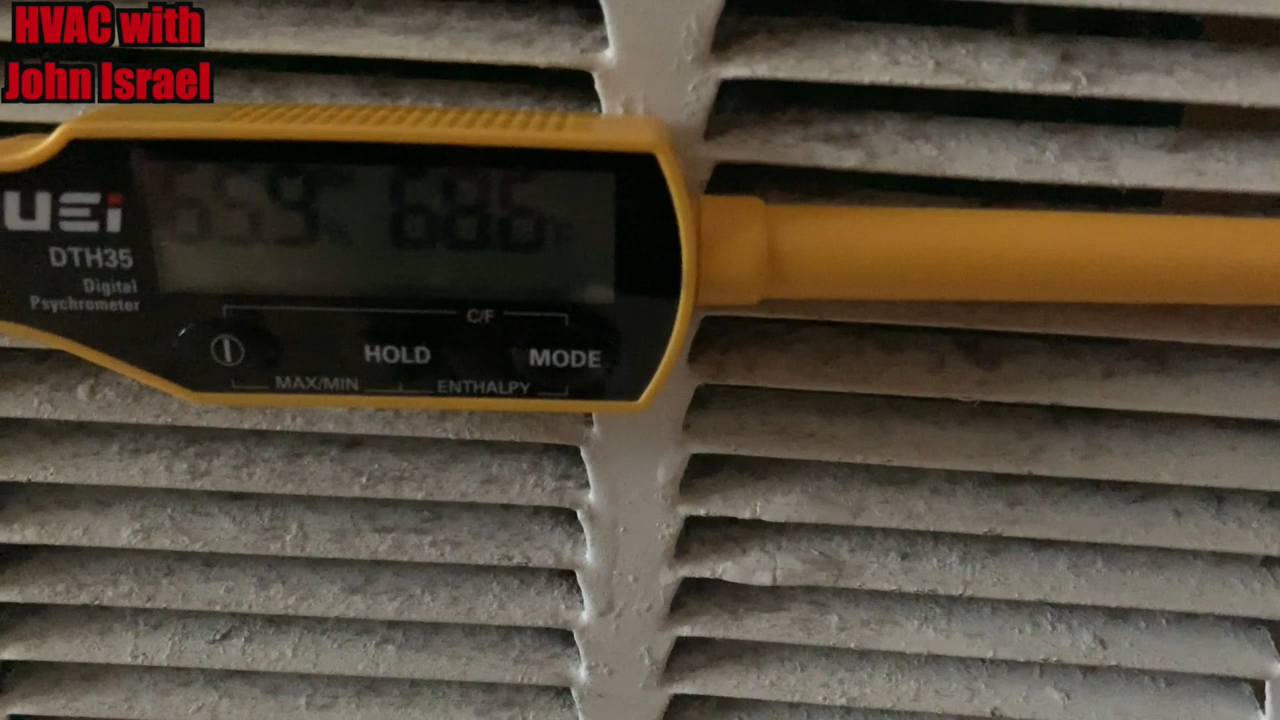 HVAC with
John Israel
UEi
DTH35
Digital
Psychrometer
C/F
HOLD
MODE
MAX/MIN
ENTHALPY